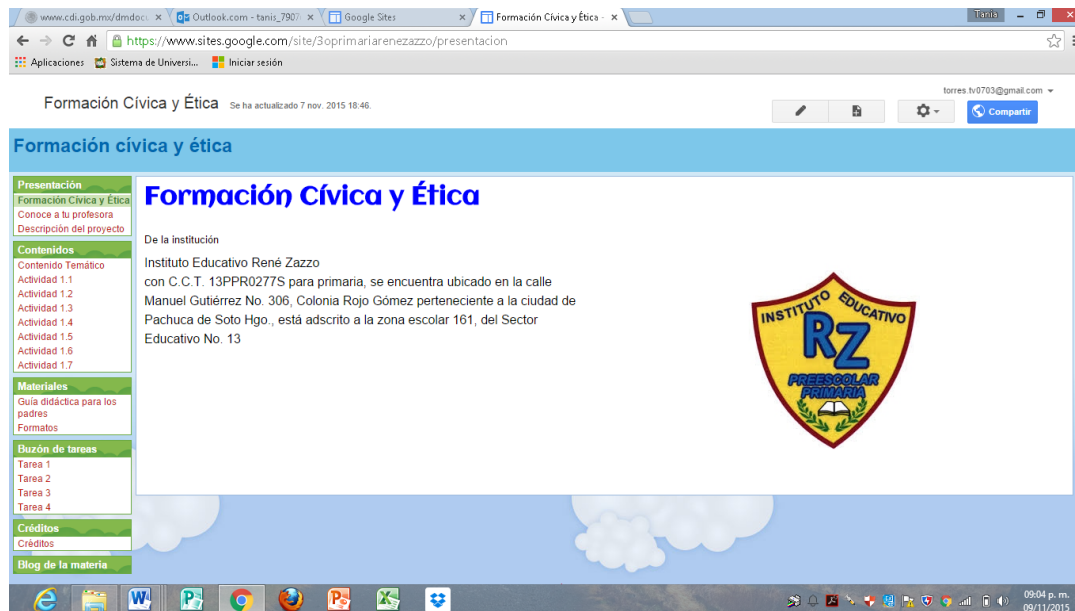 www.cdi.gob.mx/dmdoc
Outlook.com - tanis_7907
Google Sites
Formación Cívica y Ética -
Tania
https://www.sites.google.com/site/3oprimariarenezazzo/presentacion
Aplicaciones
Sistema de Universi...
Iniciar sesión
torres.tv0703@gmail.com
Formación Cívica y Ética
Se ha actualizado 7 nov. 2015 18:46.
Compartir
Formación cívica y ética
Presentación
Formación Cívica y Ética
Conoce a tu profesora
Descripción del proyecto
Contenidos
Contenido Temático
Actividad 1.1
Actividad 1.2
Actividad 1.3
Actividad 1.4
Actividad 1.5
Actividad 1.6
Actividad 1.7
Materiales
Guía didáctica para los
padres
Formatos
Buzón de tareas
Tarea 1
Tarea 2
Tarea 3
Tarea 4
Créditos
Créditos
Blog de la materia
Formación Cívica y Ética
De la institución
Instituto Educativo René Zazzo
con C.C.T. 13PPR0277S para primaria, se encuentra ubicado en la calle
Manuel Gutiérrez No. 306, Colonia Rojo Gómez perteneciente a la ciudad de
Pachuca de Soto Hgo., está adscrito a la zona escolar 161, del Sector
Educativo No. 13
INSTITUTO EDUCATIVO
RZ
PREESCOLAR
PRIMARIA
09:04 p. m.
09/11/2015